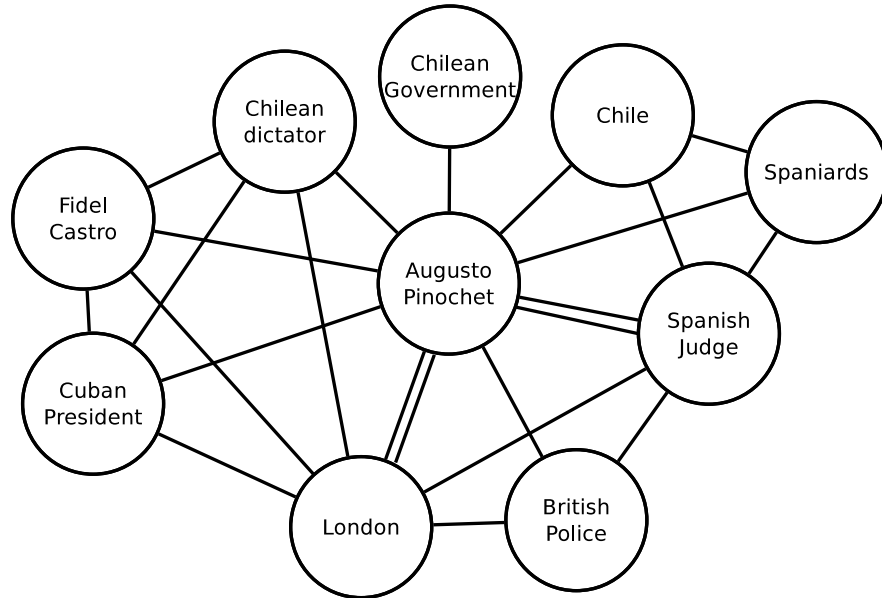 Chilean
Government
Chilean
dictator
Chile
Spaniards
Fidel
Castro
Augusto
Pinochet
Spanish
Judge
Cuban
President
London
British
Police